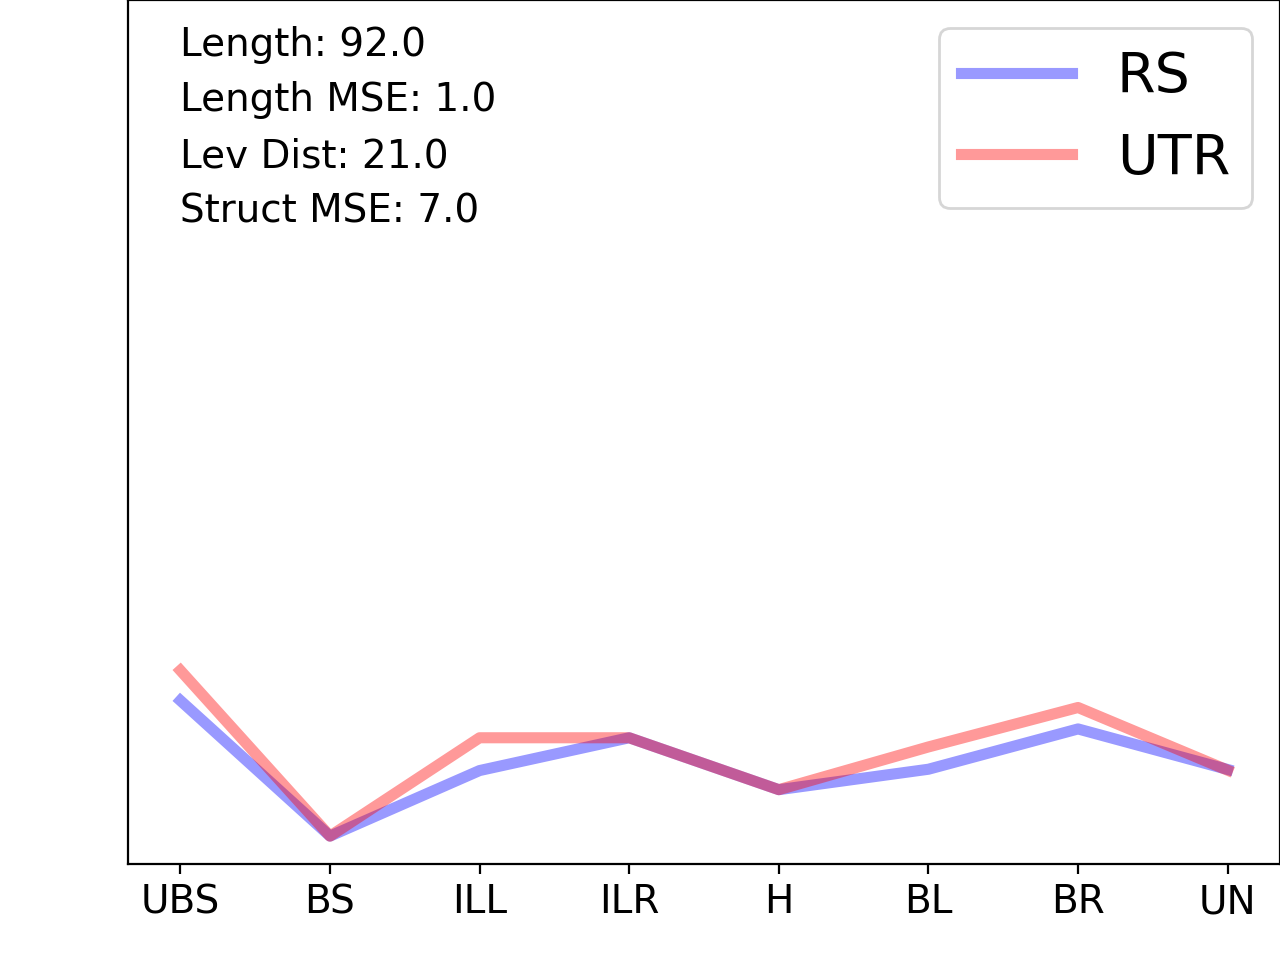 Length: 92.0
Length MSE: 1.0
Lev Dist: 21.0
Struct MSE: 7.0
RS
UTR
UBS BS ILL ILR H BL BR UN